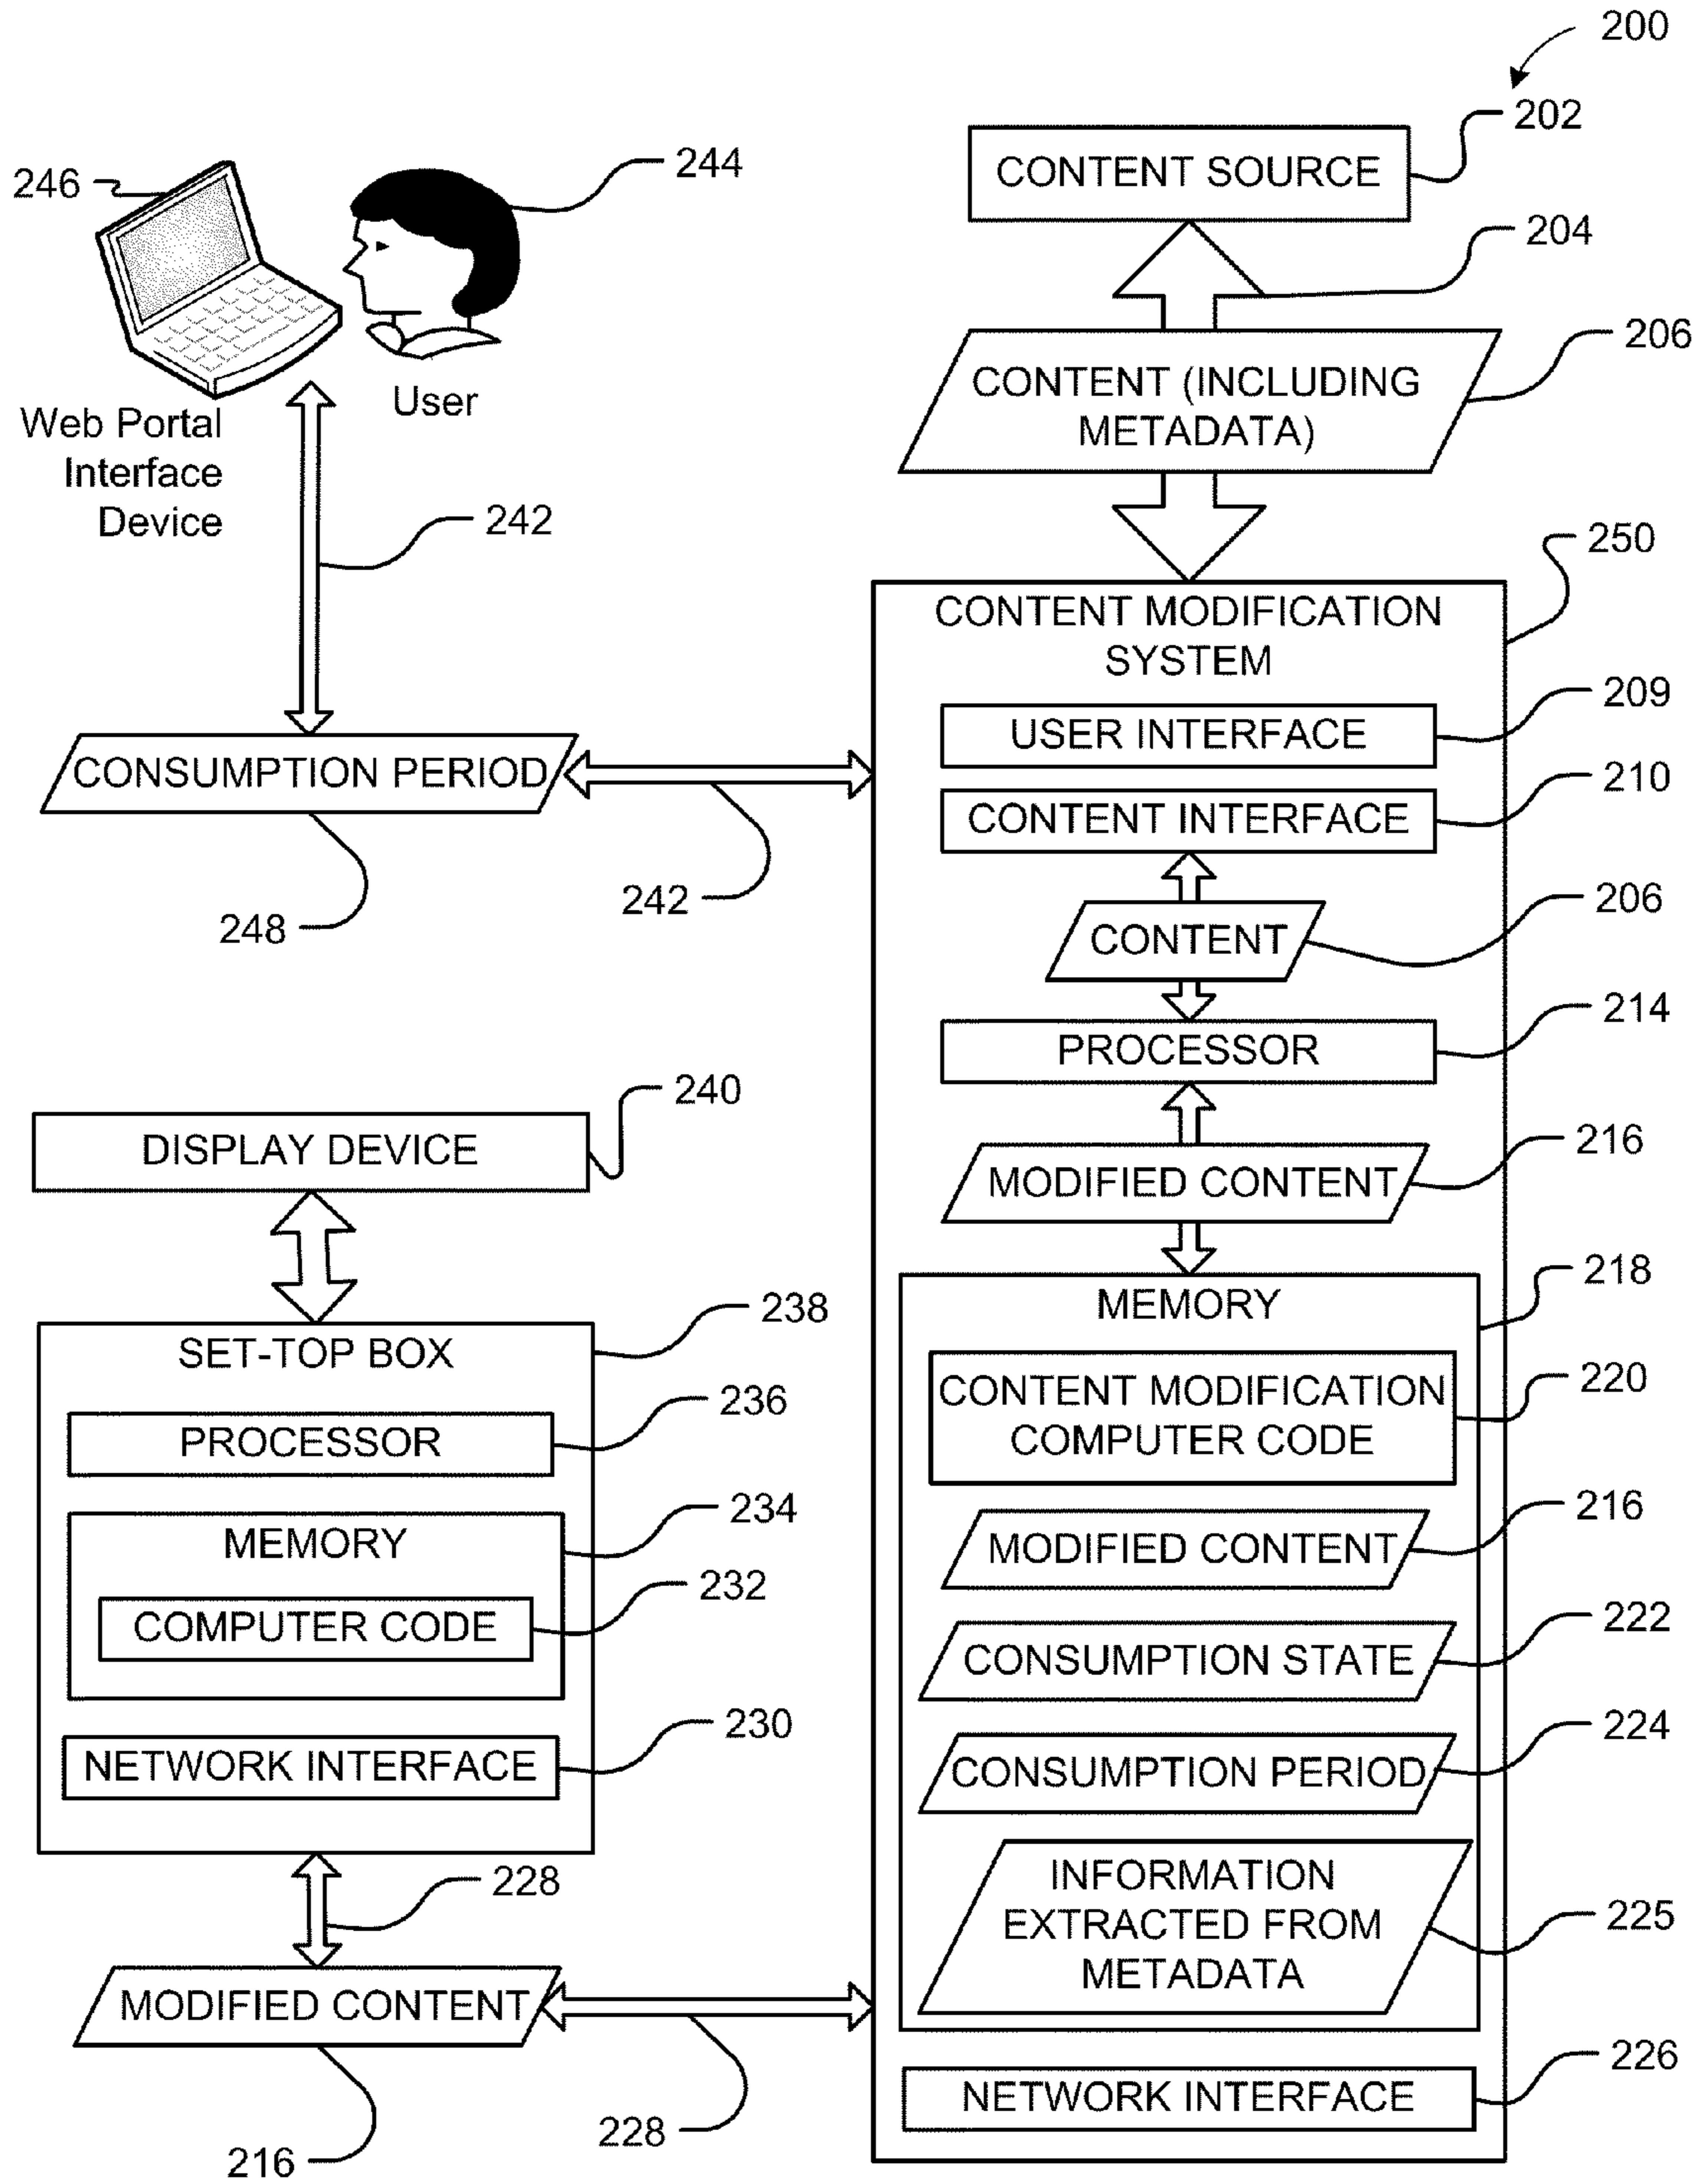 200
202
CONTENT SOURCE
204
206
CONTENT (INCLUDING
METADATA)
246
244
User
Web Portal
Interface
Device
242
CONSUMPTION PERIOD
248
242
250
CONTENT MODIFICATION
SYSTEM
209
USER INTERFACE
210
CONTENT INTERFACE
206
CONTENT
214
PROCESSOR
216
MODIFIED CONTENT
218
MEMORY
220
CONTENT MODIFICATION
COMPUTER CODE
216
MODIFIED CONTENT
222
CONSUMPTION STATE
224
CONSUMPTION PERIOD
225
INFORMATION
EXTRACTED FROM
METADATA
226
NETWORK INTERFACE
240
DISPLAY DEVICE
238
SET-TOP BOX
236
PROCESSOR
234
MEMORY
232
COMPUTER CODE
230
NETWORK INTERFACE
228
MODIFIED CONTENT
216
228